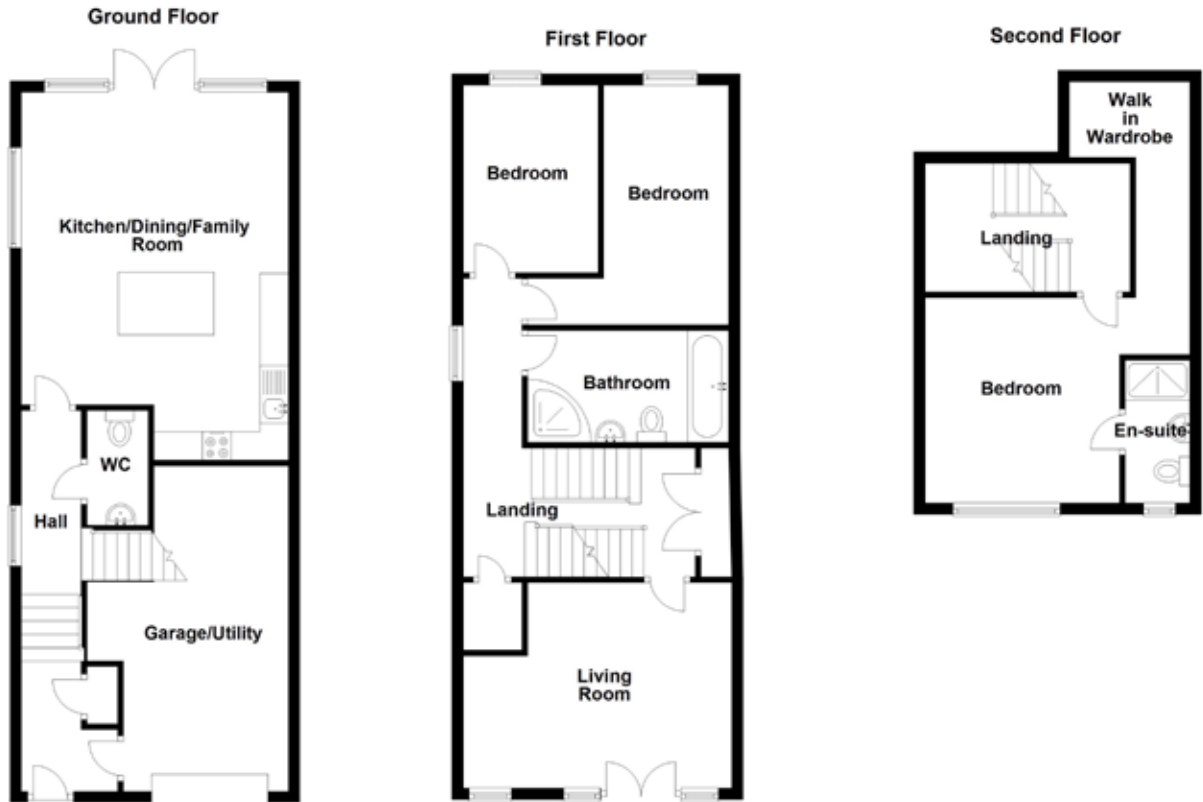 Ground Floor
Kitchen/Dining/Family
Room
WC
Hall
Garage/Utility
First Floor
Bedroom
Bedroom
Bathroom
Landing
Living
Room
Second Floor
Walk
in
Wardrobe
Landing
Bedroom
En-suite